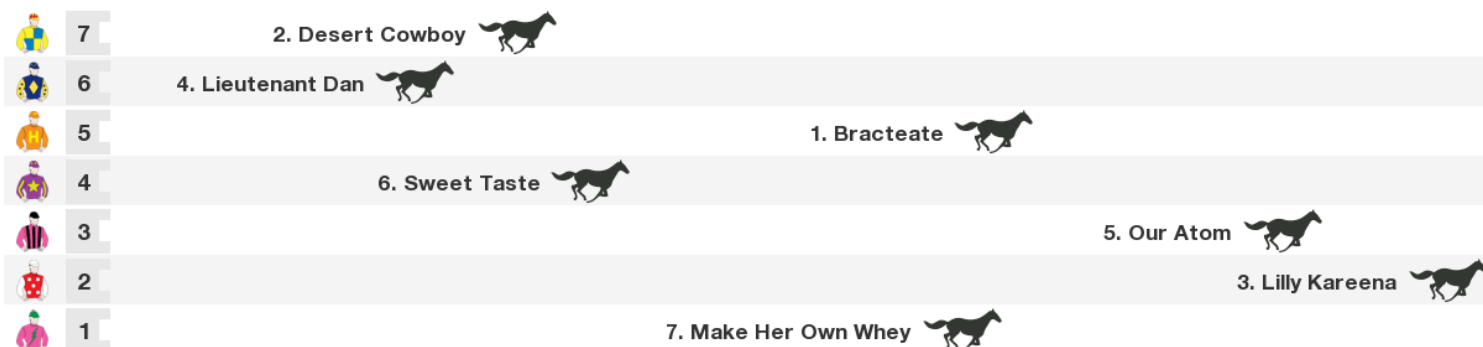 7 2. Desert Cowboy
6 4. Lieutenant Dan
H 5 1. Bracteate
4 6. Sweet Taste
3 5. Our Atom
2 3. Lilly Kareena
1 7. Make Her Own Whey